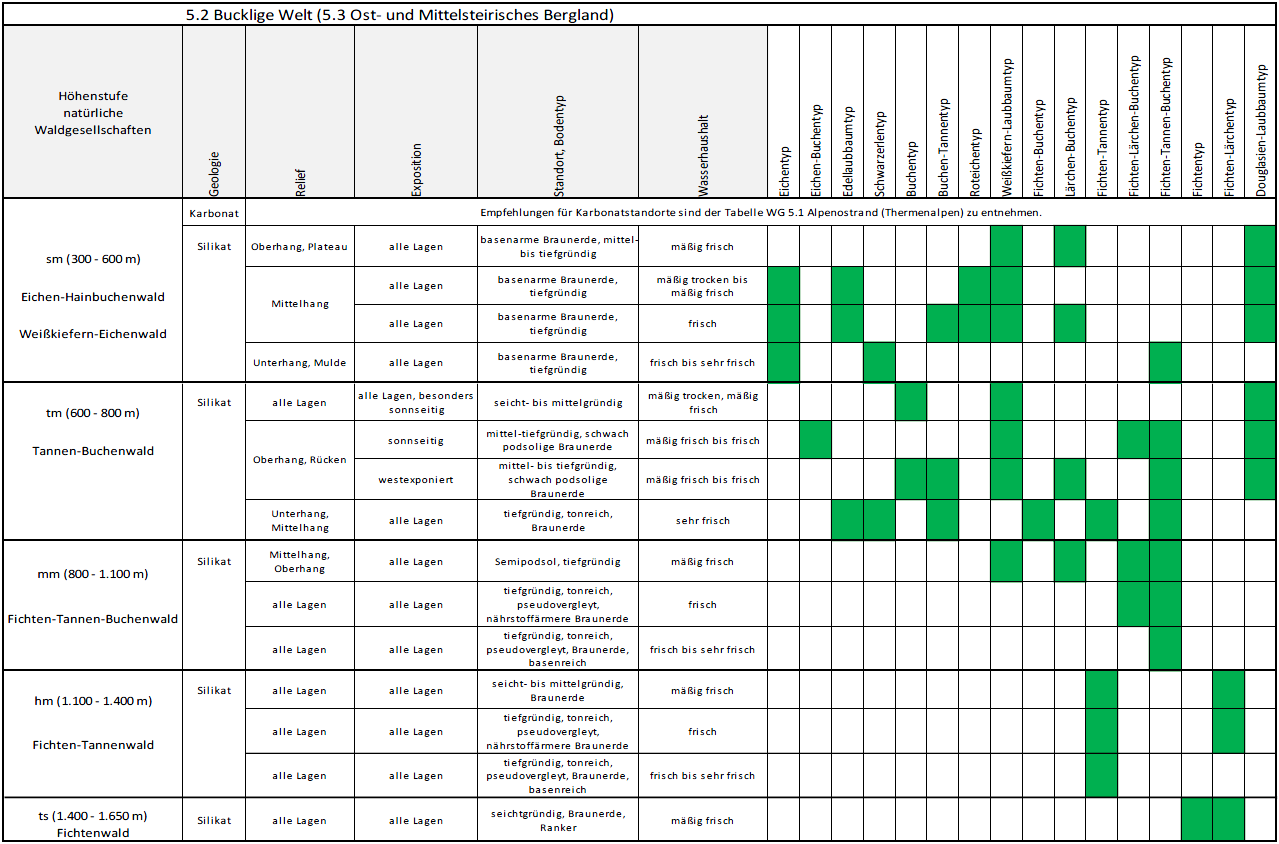 5.2 Bucklige Welt (5.3 Ost- und Mittelsteirisches Bergland)
Höhenstufe
natürliche
Waldgesellschaften
Geologie
Relief
Exposition
Standort, Bodentyp
Wasserhaushalt
Eichentyp
Eichen-Buchentyp
Edellaubbaumtyp
Schwarzerlentyp
Buchentyp
Buchen-Tannentyp
Roteichentyp
Weißkiefern-Laubbaumtyp
Fichten-Buchentyp
Lärchen-Buchentyp
Fichten-Tannentyp
Fichten-Lärchen-Buchentyp
Fichten-Tannen-Buchentyp
Fichtentyp
Fichten-Lärchentyp
Douglasien-Laubbaumtyp
sm (300 - 600 m)
Eichen-Hainbuchenwald
Weißkiefern-Eichenwald
Karbonat
Empfehlungen für Karbonatstandorte sind der Tabelle WG 5.1 Alpenostrand (Thermenalpen) zu entnehmen.
Silikat
Oberhang, Plateau
alle Lagen
basenarme Braunerde, mittel-
bis tiefgründig
mäßig frisch
Mittelhang
alle Lagen
basenarme Braunerde,
tiefgründig
mäßig trocken bis
mäßig frisch
alle Lagen
basenarme Braunerde,
tiefgründig
frisch
Unterhang, Mulde
alle Lagen
basenarme Braunerde,
tiefgründig
frisch bis sehr frisch
tm (600 - 800 m)
Tannen-Buchenwald
Silikat
alle Lagen
alle Lagen, besonders
sonnseitig
seicht- bis mittelgründig
mäßig trocken, mäßig
frisch
Oberhang, Rücken
sonnseitig
mittel-tiefgründig, schwach
podsolige Braunerde
mäßig frisch bis frisch
westexponiert
mittel- bis tiefgründig,
schwach podsolige
Braunerde
mäßig frisch bis frisch
Unterhang,
Mittelhang
alle Lagen
tiefgründig, tonreich,
Braunerde
sehr frisch
mm (800 - 1.100 m)
Fichten-Tannen-Buchenwald
Silikat
Mittelhang,
Oberhang
alle Lagen
Semipodsol, tiefgründig
mäßig frisch
alle Lagen
alle Lagen
tiefgründig, tonreich,
pseudovergleyt,
nährstoffärmere Braunerde
frisch
alle Lagen
alle Lagen
tiefgründig, tonreich,
pseudovergleyt, Braunerde,
basenreich
frisch bis sehr frisch
hm (1.100 - 1.400 m)
Fichten-Tannenwald
Silikat
alle Lagen
alle Lagen
seicht- bis mittelgründig,
Braunerde
mäßig frisch
alle Lagen
alle Lagen
tiefgründig, tonreich,
pseudovergleyt,
nährstoffärmere Braunerde
frisch
alle Lagen
alle Lagen
tiefgründig, tonreich,
pseudovergleyt, Braunerde,
basenreich
frisch bis sehr frisch
ts (1.400 - 1.650 m)
Fichtenwald
Silikat
alle Lagen
alle Lagen
seichtgründig, Braunerde,
Ranker
mäßig frisch